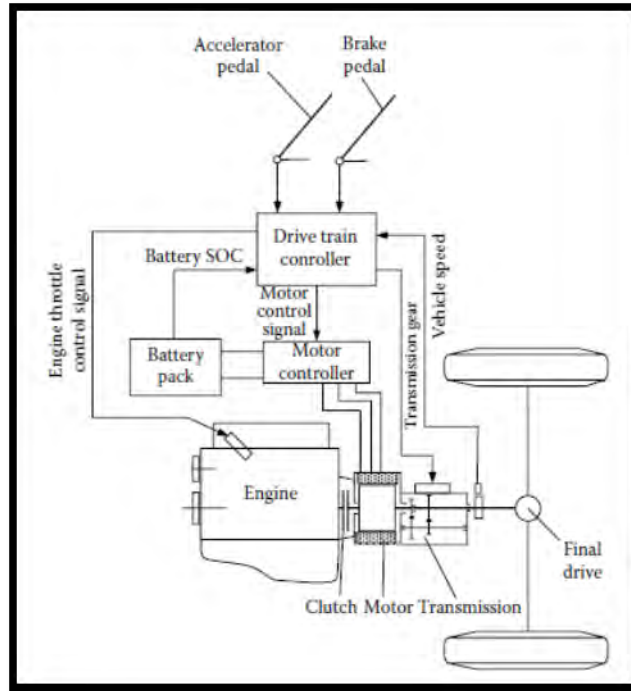 Accelerator
pedal
Brake
pedal
Drive train
conroller
Battery SOC
Engine throttle
control signal
Motor
control
signal
Transmission gear
Vehicle speed
Battery
pack
Motor
controller
Engine
Final
drive
Clutch Motor Transmission